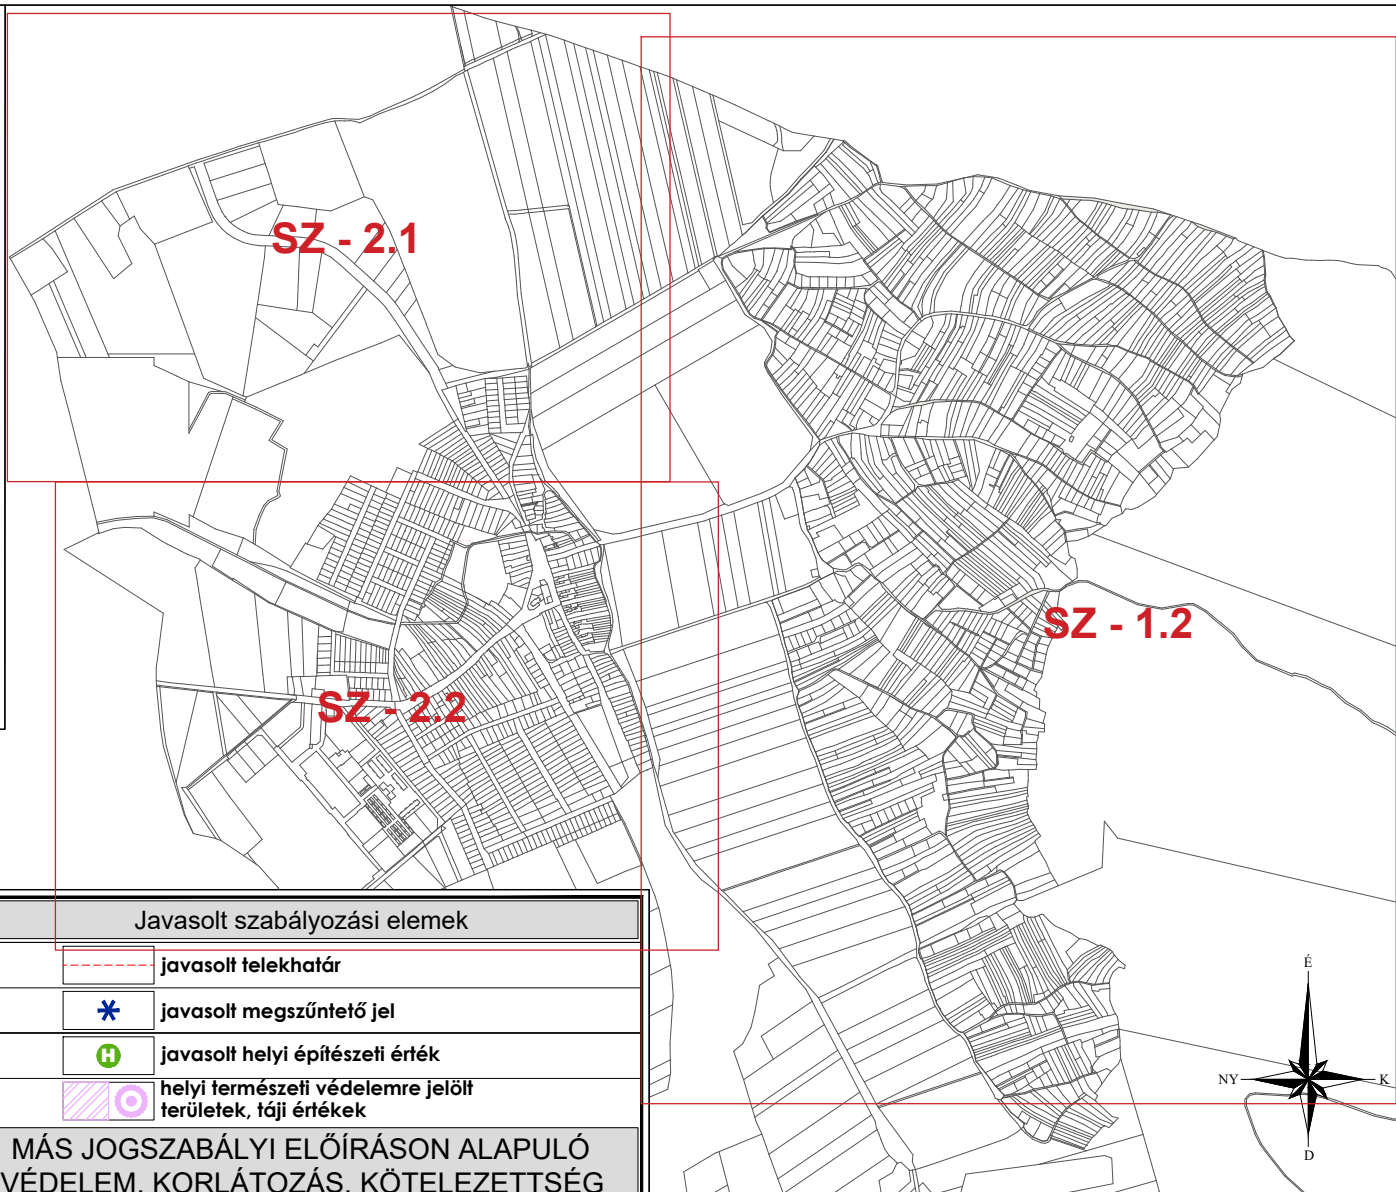 SZ - 2.1
SZ - 1.2
SZ - 2.2
Javasolt szabályozási elemek
javasolt telekhatár
javasolt megszűntető jel
H
javasolt helyi építészeti érték
helyi természeti védelemre jelölt
területek, táji értékek
MÁS JOGSZABÁLYI ELŐÍRÁSON ALAPULÓ
VÉDELEM, KORLÁTOZÁS, KÖTELEZETTSÉG
É
NY
K
D